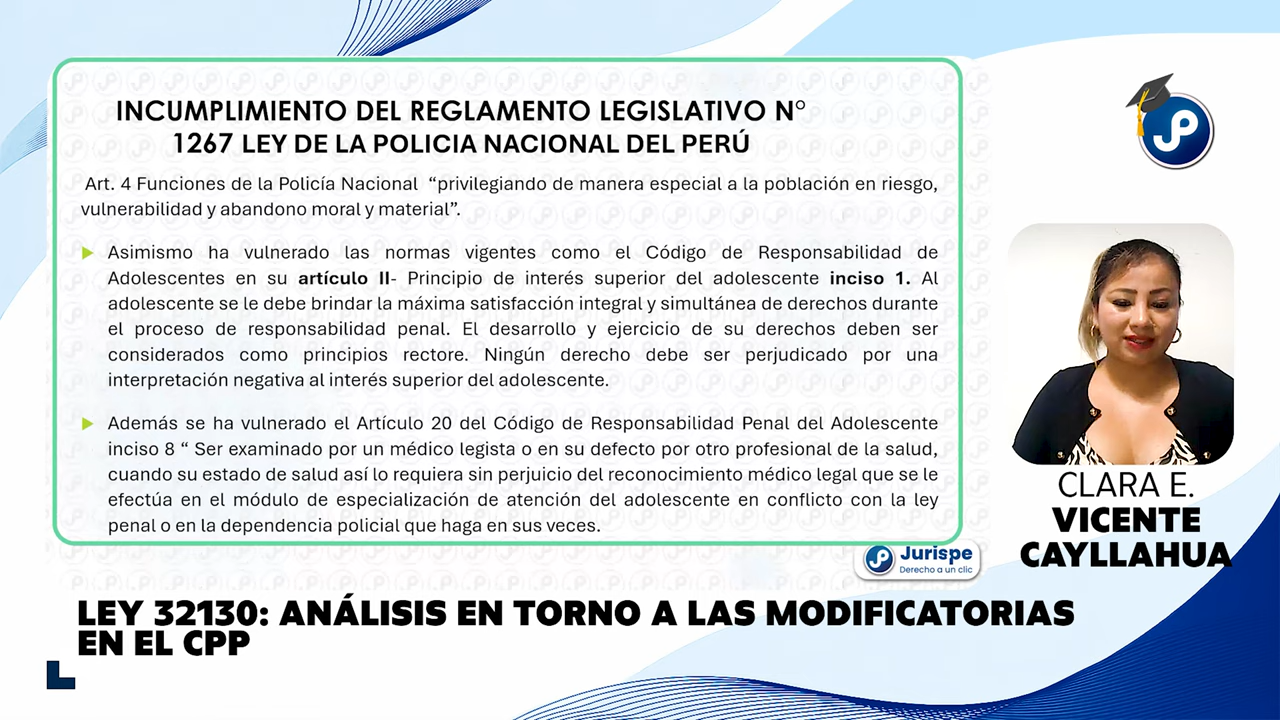 INCUMPLIMIENTO DEL REGLAMENTO LEGISLATIVO N°
1267 LEY DE LA POLICIA NACIONAL DEL PERÚ
Art. 4 Funciones de la Policía Nacional “privilegiando de manera especial a la población en riesgo,
vulnerabilidad y abandono moral y material”.
Asimismo ha vulnerado las normas vigentes como el Código de Responsabilidad de
Adolescentes en su artículo II- Principio de interés superior del adolescente inciso 1. Al
adolescente se le debe brindar la máxima satisfacción integral y simultánea de derechos durante
el proceso de responsabilidad penal. El desarrollo y ejercicio de su derechos deben ser
considerados como principios rectore. Ningún derecho debe ser perjudicado por una
interpretación negativa al interés superior del adolescente.
Además se ha vulnerado el Artículo 20 del Código de Responsabilidad Penal del Adolescente
inciso 8 “ Ser examinado por un médico legista o en su defecto por otro profesional de la salud,
cuando su estado de salud así lo requiera sin perjuicio del reconocimiento médico legal que se le
efectúa en el módulo de especialización de atención del adolescente en conflicto con la ley
penal o en la dependencia policial que haga en sus veces.
JP
CLARA E.
VICENTE
CAYLLAHUA
Jurispe
Derecho a un clic
LEY 32130: ANÁLISIS EN TORNO A LAS MODIFICATORIAS
EN EL CPP